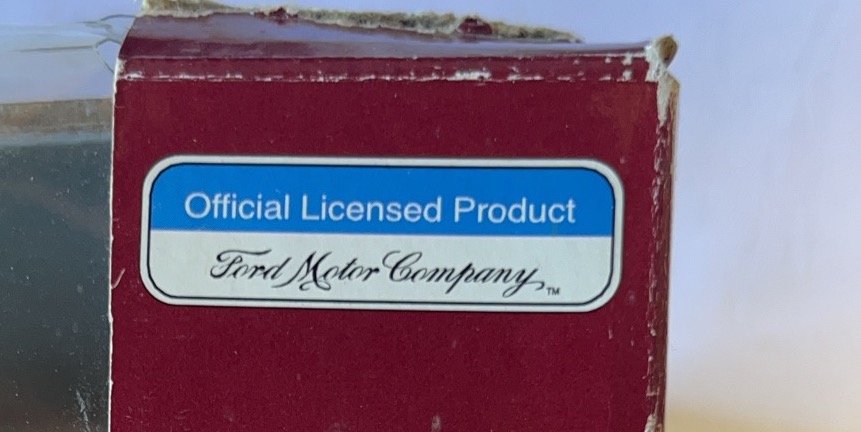 Official Licensed Product
Ford Motor Company™